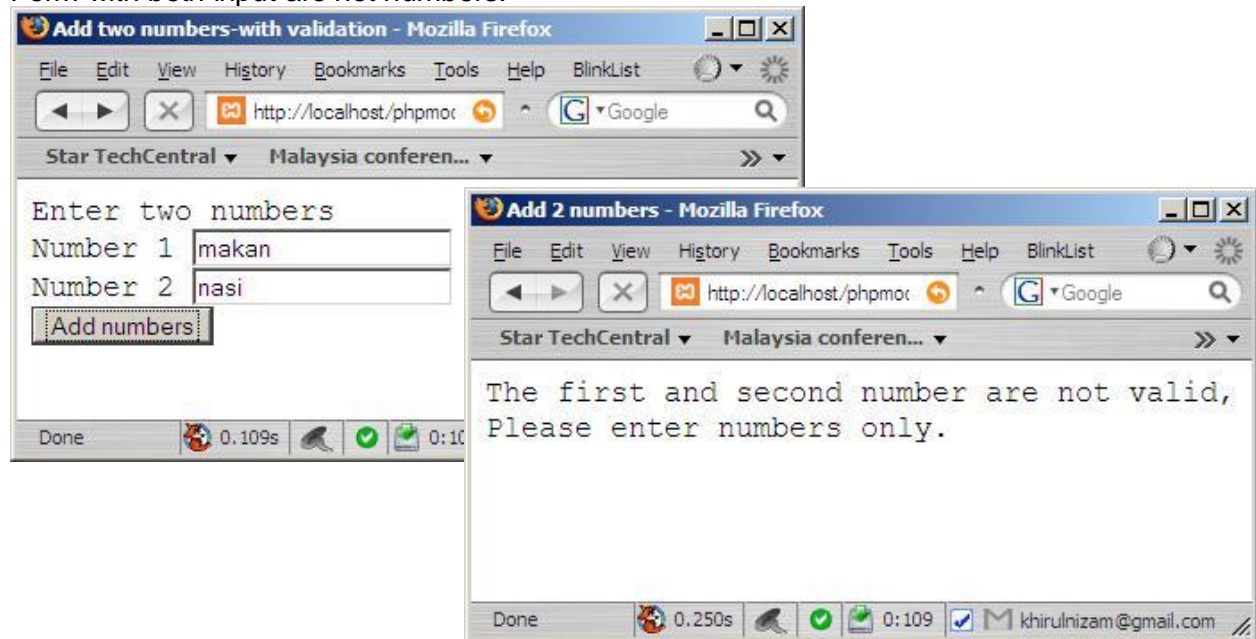 Form with both input are not numbers.
Add two numbers-with validation - Mozilla Firefox
File Edit View History Bookmarks Tools Help BlinkList
http://localhost/phpmoc
G Google
Star TechCentral Malaysia conferen...
Enter two numbers
Number 1 makan
Number 2 nasi
Add numbers
Done 0.109s 0:10
Add 2 numbers - Mozilla Firefox
File Edit View History Bookmarks Tools Help BlinkList
http://localhost/phpmoc
G Google
Star TechCentral Malaysia conferen...
The first and second number are not valid,
Please enter numbers only.
Done 0.250s 0:109 khirulnizam@gmail.com